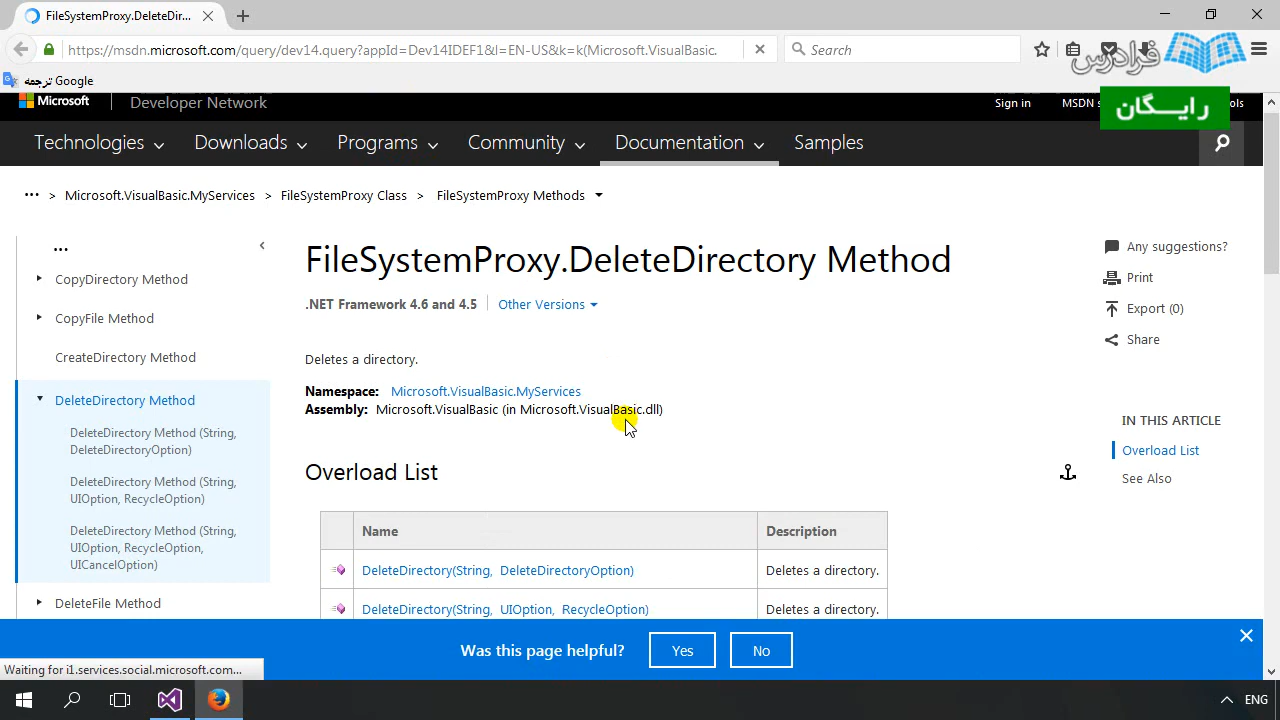 FileSystemProxy.DeleteDir...
https://msdn.microsoft.com/query/dev14.query?appId=Dev14IDEF1&l=EN-US&k=k(Microsoft.VisualBasic.
Search
فرادرس
ترجمه Google
رایگان
Microsoft
Developer Network
Sign in
MSDN s
ols
Technologies
Downloads
Programs
Community
Documentation
Samples
... > Microsoft.VisualBasic.MyServices > FileSystemProxy Class > FileSystemProxy Methods
...
CopyDirectory Method
CopyFile Method
CreateDirectory Method
DeleteDirectory Method
DeleteDirectory Method (String,
DeleteDirectoryOption)
DeleteDirectory Method (String,
UIOption, RecycleOption)
DeleteDirectory Method (String,
UIOption, RecycleOption,
UICancelOption)
DeleteFile Method
FileSystemProxy.DeleteDirectory Method
.NET Framework 4.6 and 4.5
Other Versions
Deletes a directory.
Namespace: Microsoft.VisualBasic.MyServices
Assembly: Microsoft.VisualBasic (in Microsoft.VisualBasic.dll)
Overload List
Name Description
DeleteDirectory(String, DeleteDirectoryOption) Deletes a directory.
DeleteDirectory(String, UIOption, RecycleOption) Deletes a directory.
Any suggestions?
Print
Export (0)
Share
IN THIS ARTICLE
Overload List
See Also
Was this page helpful? Yes No
Waiting for i1.services.social.microsoft.com...
ENG